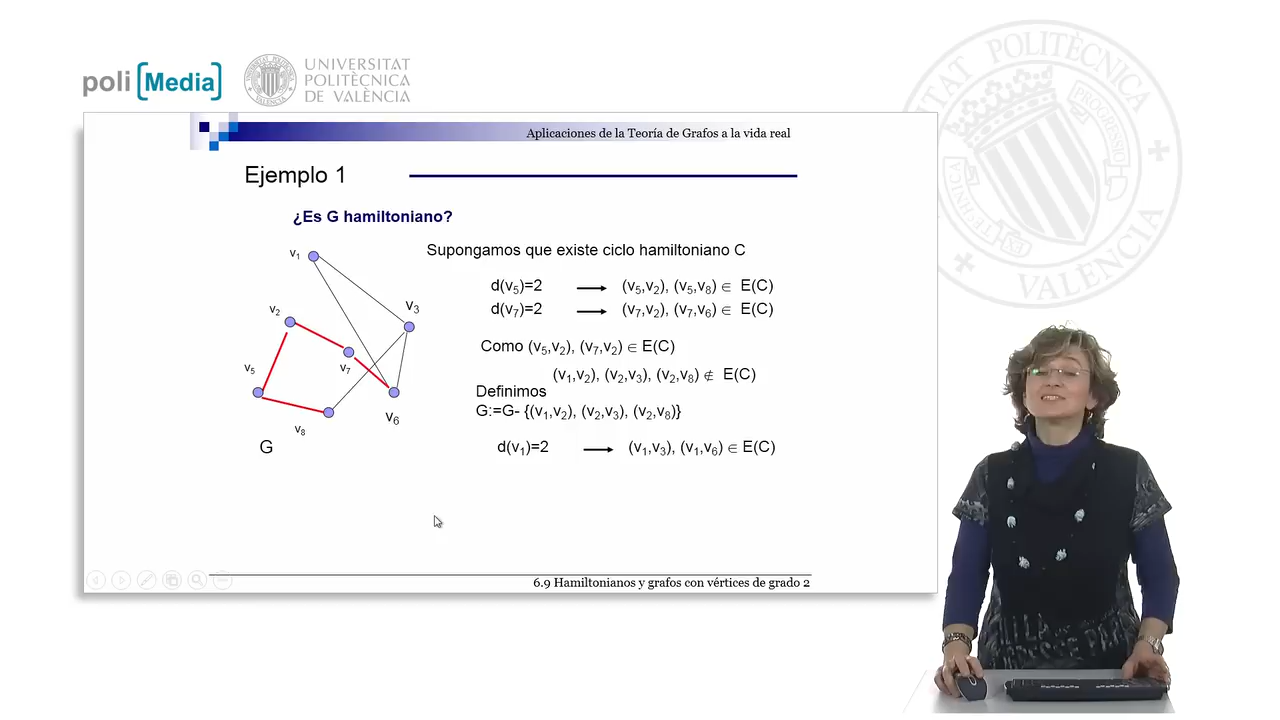 poli [Media]
UNIVERSITAT
POLITÈCNICA
DE VALÈNCIA
UNIVERSITAT POLITÈCNICA DE VALÈNCIA
Aplicaciones de la Teoría de Grafos a la vida real
Ejemplo 1
¿Es G hamiltoniano?
Supongamos que existe ciclo hamiltoniano C
d(v5)=2 → (v5,v2), (v5,v8) ∈ E(C)
d(v7)=2 → (v7,v2), (v7,v6) ∈ E(C)
Como (v5,v2), (v7,v2) ∈ E(C)
(v1,v2), (v2,v3), (v2,v8) ∉ E(C)
Definimos
G:=G- {(v1,v2), (v2,v3), (v2,v8)}
d(v1)=2 → (v1,v3), (v1,v6) ∈ E(C)
v1
v3
v2
v7
v5
v6
v8
G
6.9 Hamiltonianos y grafos con vértices de grado 2